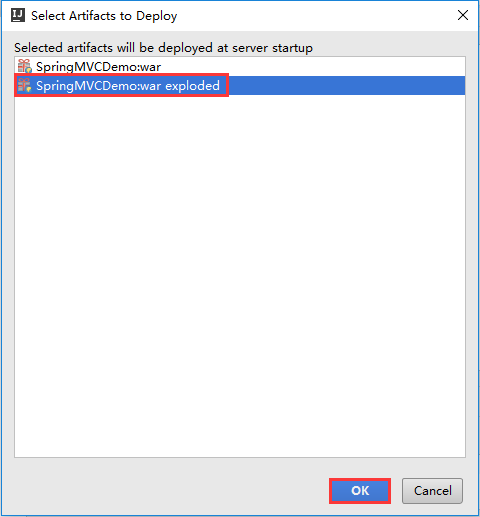 IJ Select Artifacts to Deploy
Selected artifacts will be deployed at server startup
SpringMVCDemo:war
SpringMVCDemo:war exploded
OK Cancel